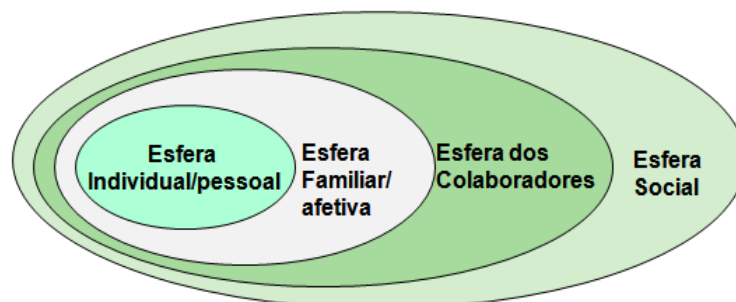 Esfera
Individual/pessoal
Esfera
Familiar/
afetiva
Esfera dos
Colaboradores
Esfera
Social